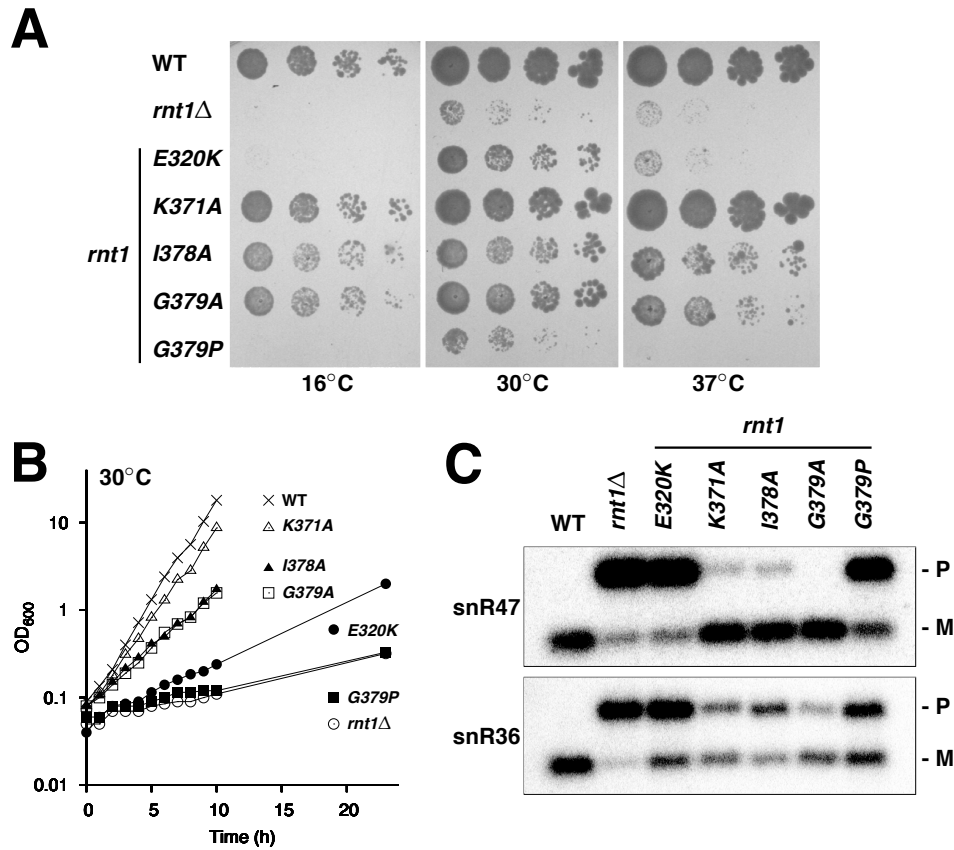 A
WT
rnt1Δ
E320K
K371A
rnt1
I378A
G379A
G379P
16°C
30°C
37°C
B
30°C
WT
K371A
I378A
G379A
E320K
G379P
rnt1Δ
10
1
0.1
0.01
OD600
0
5
10
15
20
Time (h)
C
rnt1
WT
rnt1Δ
E320K
K371A
I378A
G379A
G379P
snR47
- P
- M
snR36
- P
- M